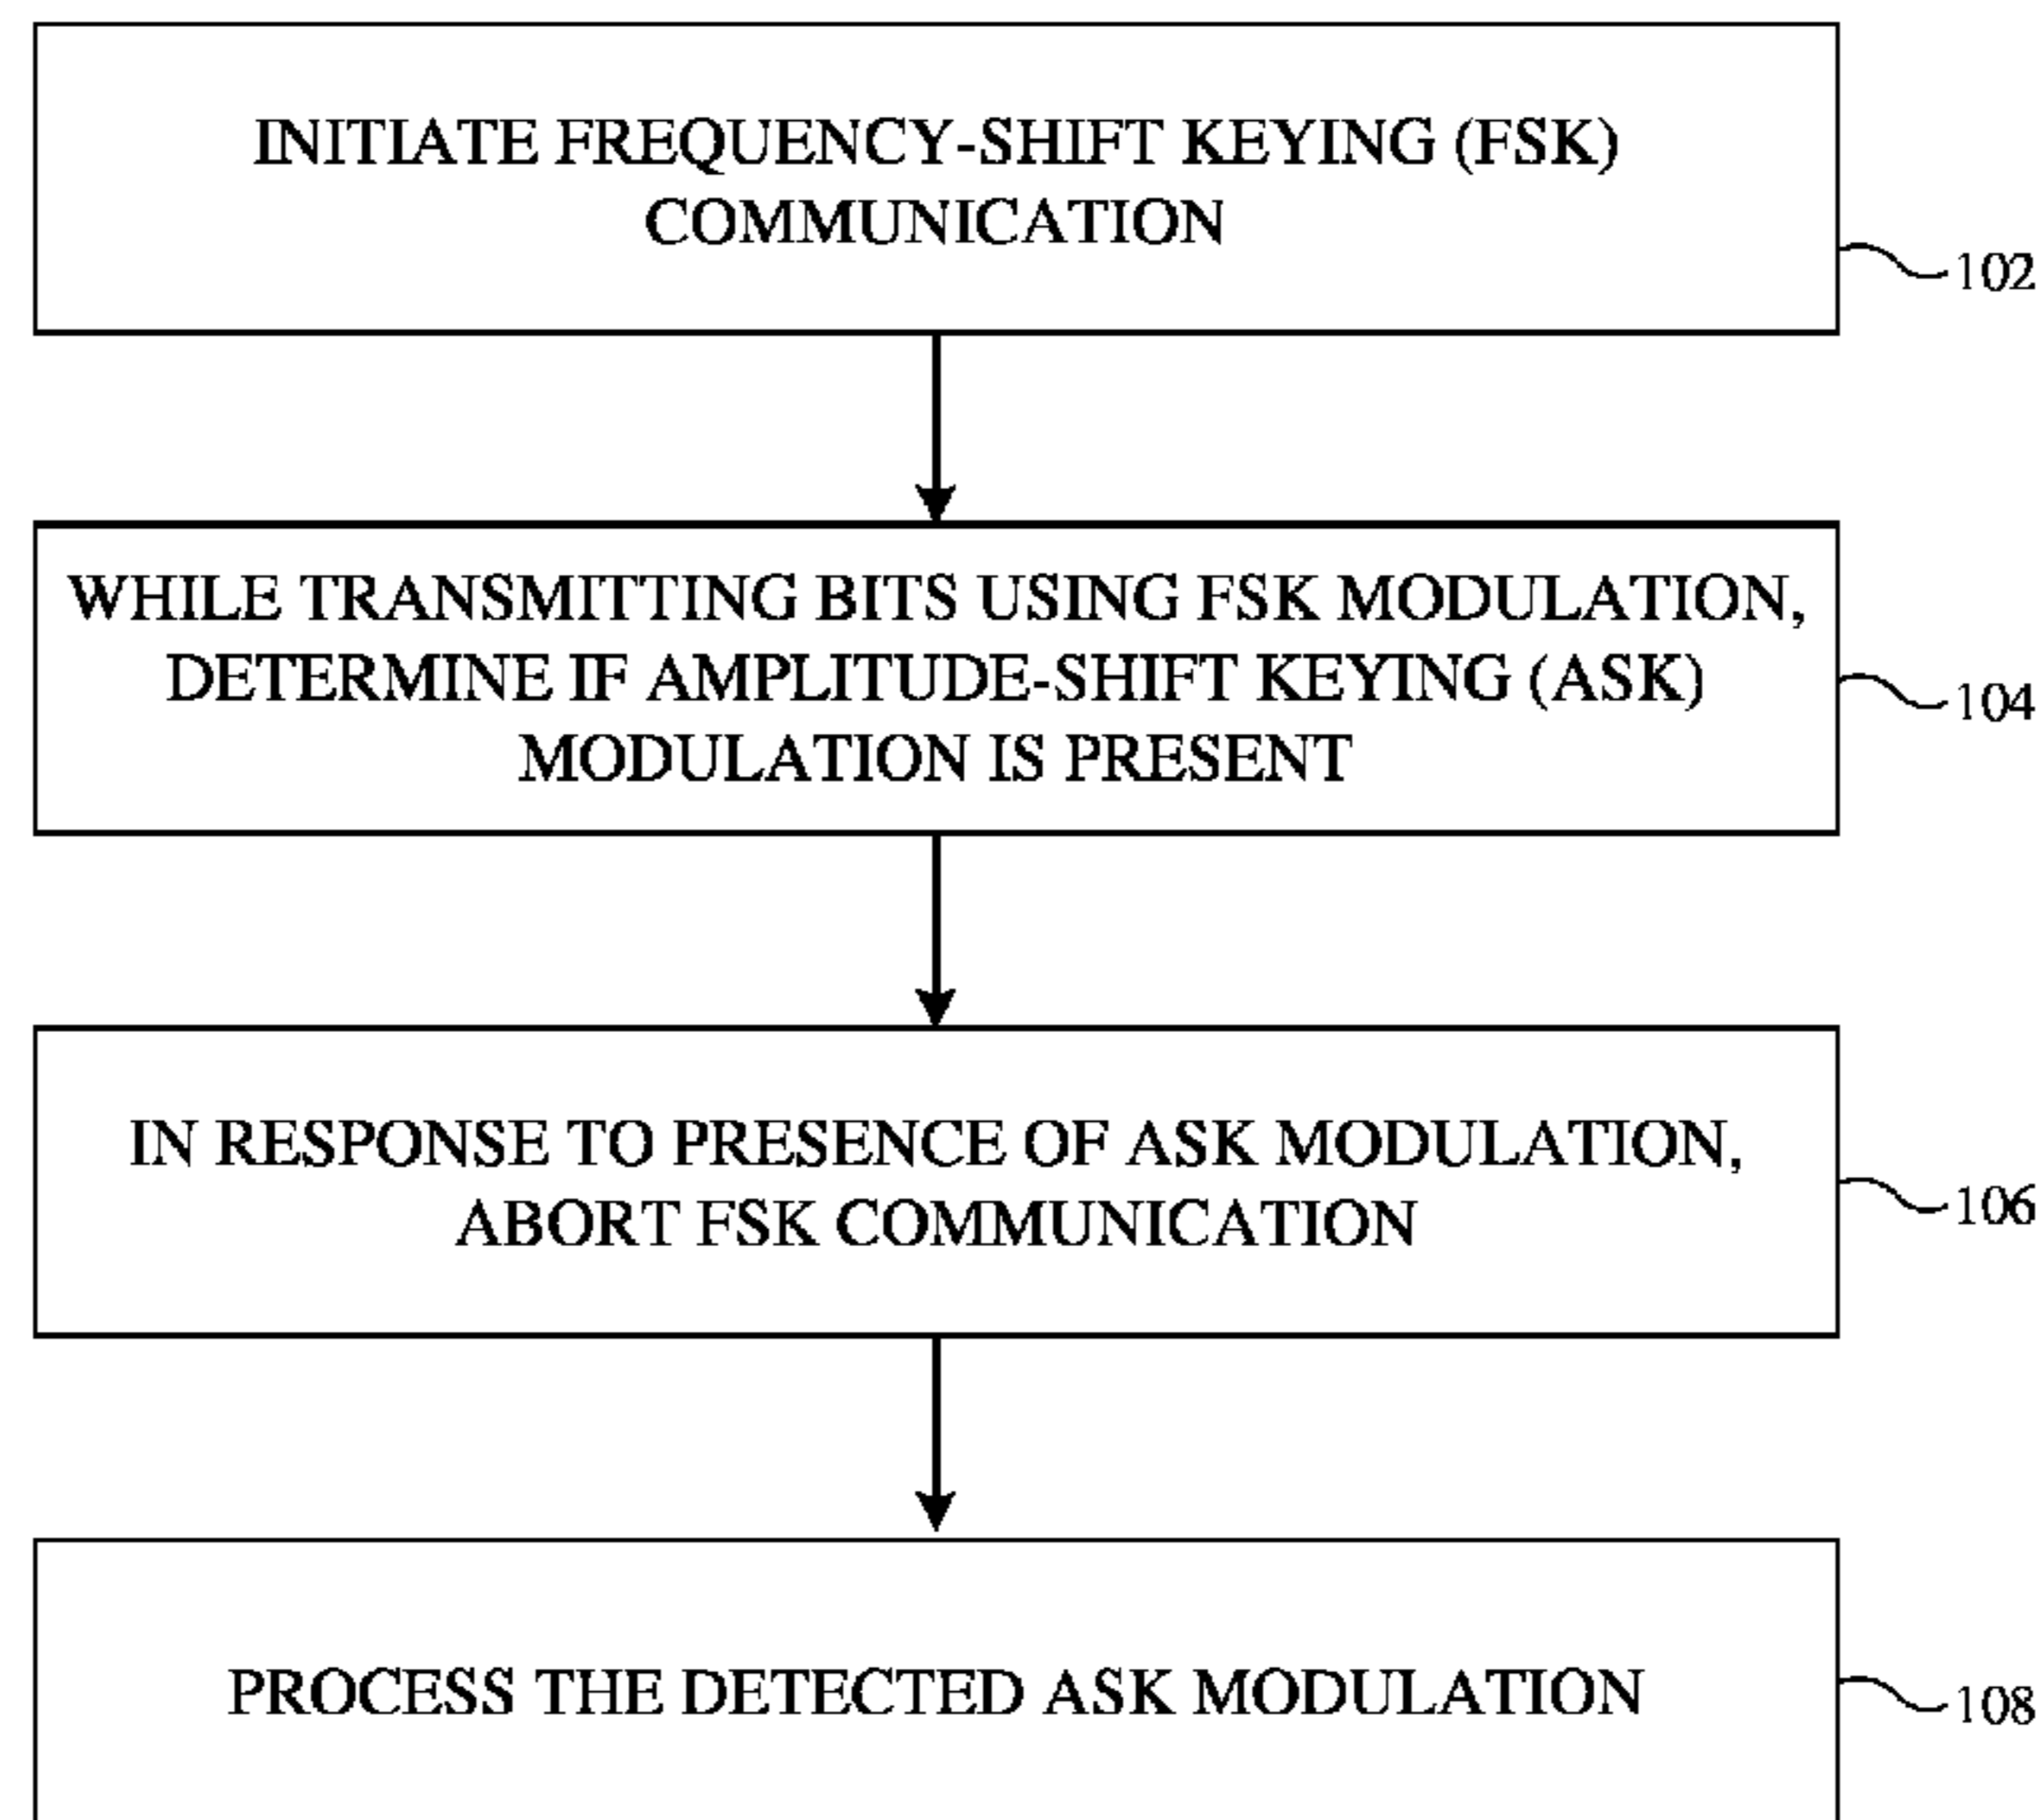 INITIATE FREQUENCY-SHIFT KEYING (FSK)
COMMUNICATION
102
WHILE TRANSMITTING BITS USING FSK MODULATION,
DETERMINE IF AMPLITUDE-SHIFT KEYING (ASK)
MODULATION IS PRESENT
104
IN RESPONSE TO PRESENCE OF ASK MODULATION,
ABORT FSK COMMUNICATION
106
PROCESS THE DETECTED ASK MODULATION
108